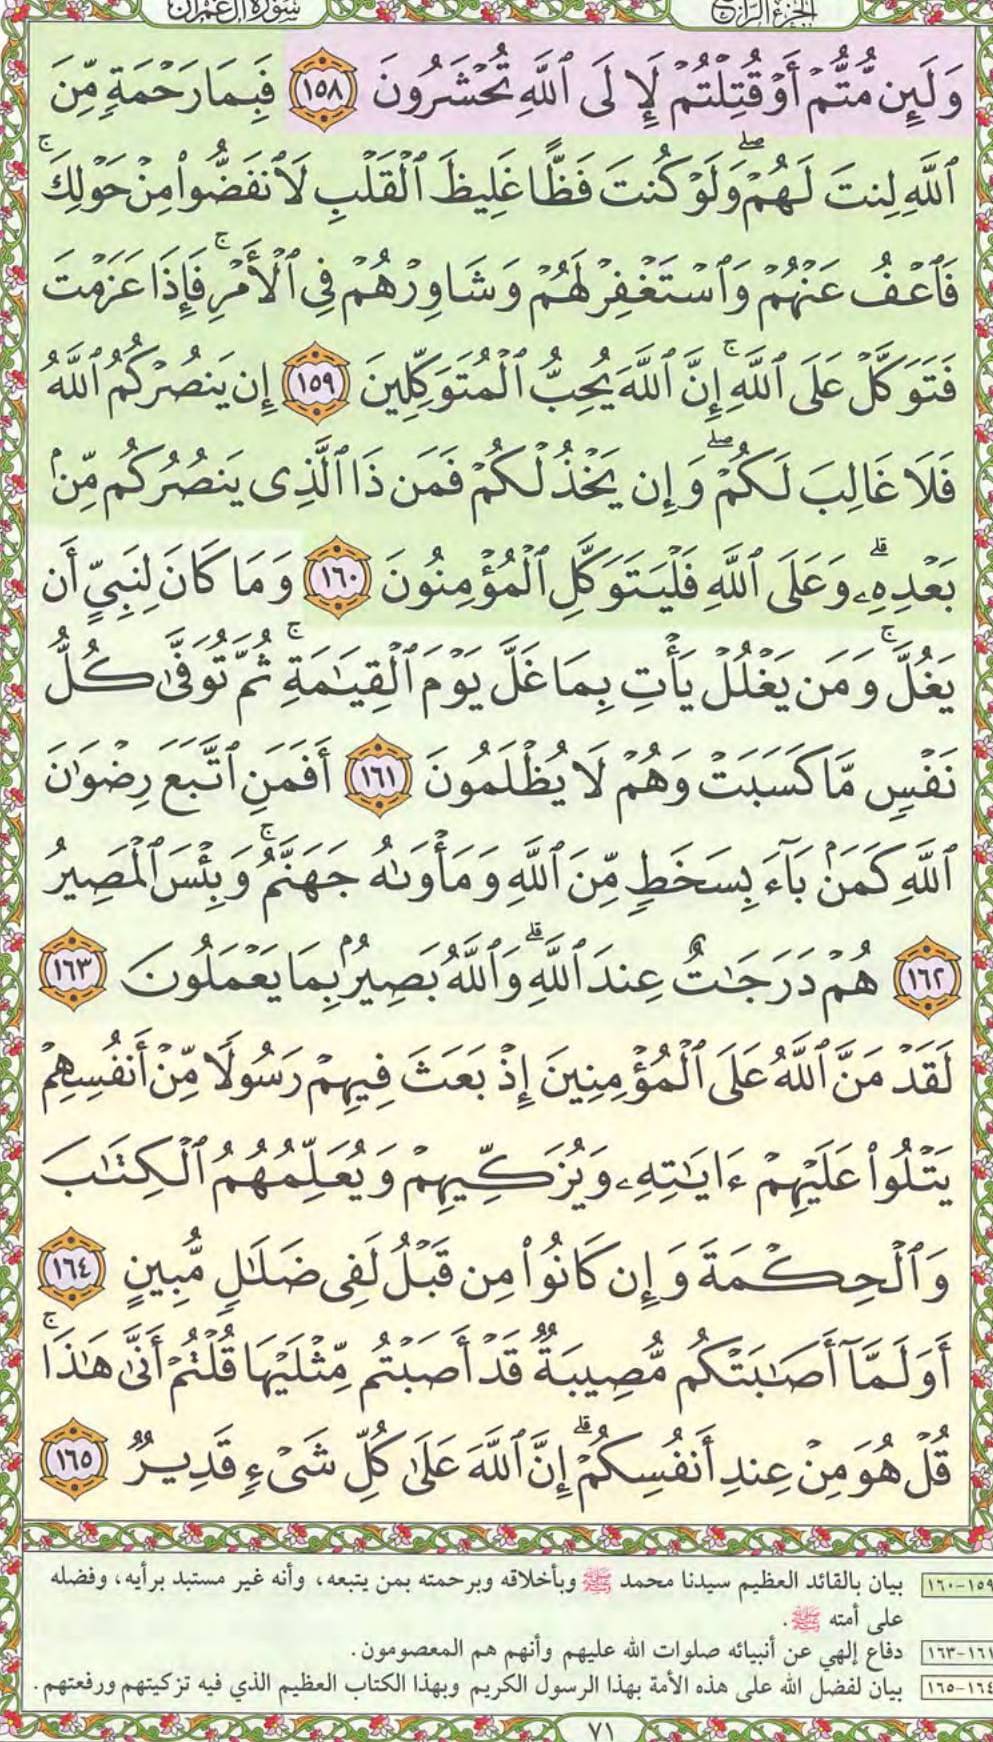 سورة آل عمران
الجزء الرابع
وَلَئِن مُّتُّمْ أَوْ قُتِلْتُمْ لَإِلَى ٱللَّهِ تُحْشَرُونَ ١٥٨ فَبِمَا رَحْمَةٍ مِّنَ
ٱللَّهِ لِنتَ لَهُمْ ۖ وَلَوْ كُنتَ فَظًّا غَلِيظَ ٱلْقَلْبِ لَٱنفَضُّوا۟ مِنْ حَوْلِكَ ۖ
فَٱعْفُ عَنْهُمْ وَٱسْتَغْفِرْ لَهُمْ وَشَاوِرْهُمْ فِى ٱلْأَمْرِ ۖ فَإِذَا عَزَمْتَ
فَتَوَكَّلْ عَلَى ٱللَّهِ ۚ إِنَّ ٱللَّهَ يُحِبُّ ٱلْمُتَوَكِّلِينَ ١٥٩ إِن يَنصُرْكُمُ ٱللَّهُ
فَلَا غَالِبَ لَكُمْ ۖ وَإِن يَخْذُلْكُمْ فَمَن ذَا ٱلَّذِى يَنصُرُكُم مِّنۢ
بَعْدِهِۦ ۗ وَعَلَى ٱللَّهِ فَلْيَتَوَكَّلِ ٱلْمُؤْمِنُونَ ١٦٠ وَمَا كَانَ لِنَبِىٍّ أَن
يَغُلَّ ۚ وَمَن يَغْلُلْ يَأْتِ بِمَا غَلَّ يَوْمَ ٱلْقِيَـٰمَةِ ۚ ثُمَّ تُوَفَّىٰ كُلُّ
نَفْسٍ مَّا كَسَبَتْ وَهُمْ لَا يُظْلَمُونَ ١٦١ أَفَمَنِ ٱتَّبَعَ رِضْوَٰنَ
ٱللَّهِ كَمَنۢ بَآءَ بِسَخَطٍ مِّنَ ٱللَّهِ وَمَأْوَىٰهُ جَهَنَّمُ ۚ وَبِئْسَ ٱلْمَصِيرُ
١٦٢ هُمْ دَرَجَـٰتٌ عِندَ ٱللَّهِ ۗ وَٱللَّهُ بَصِيرٌۢ بِمَا يَعْمَلُونَ ١٦٣
لَقَدْ مَنَّ ٱللَّهُ عَلَى ٱلْمُؤْمِنِينَ إِذْ بَعَثَ فِيهِمْ رَسُولًا مِّنْ أَنفُسِهِمْ
يَتْلُوا۟ عَلَيْهِمْ ءَايَـٰتِهِۦ وَيُزَكِّيهِمْ وَيُعَلِّمُهُمُ ٱلْكِتَـٰبَ
وَٱلْحِكْمَةَ وَإِن كَانُوا۟ مِن قَبْلُ لَفِى ضَلَـٰلٍ مُّبِينٍ ١٦٤
أَوَلَمَّآ أَصَـٰبَتْكُم مُّصِيبَةٌ قَدْ أَصَبْتُم مِّثْلَيْهَا قُلْتُمْ أَنَّىٰ هَـٰذَا ۖ
قُلْ هُوَ مِنْ عِندِ أَنفُسِكُمْ ۗ إِنَّ ٱللَّهَ عَلَىٰ كُلِّ شَىْءٍ قَدِيرٌ ١٦٥
١٥٩-١٦٠ بيان بالقائد العظيم سيدنا محمد ﷺ وبأخلاقه وبرحمته بمن يتبعه، وأنه غير مستبد برأيه، وفضله
على أمته ﷺ.
١٦١-١٦٣ دفاع إلهي عن أنبيائه صلوات الله عليهم وأنهم هم المعصومون.
١٦٤-١٦٥ بيان لفضل الله على هذه الأمة بهذا الرسول الكريم وبهذا الكتاب العظيم الذي فيه تزكيتهم ورفعتهم.
٧١